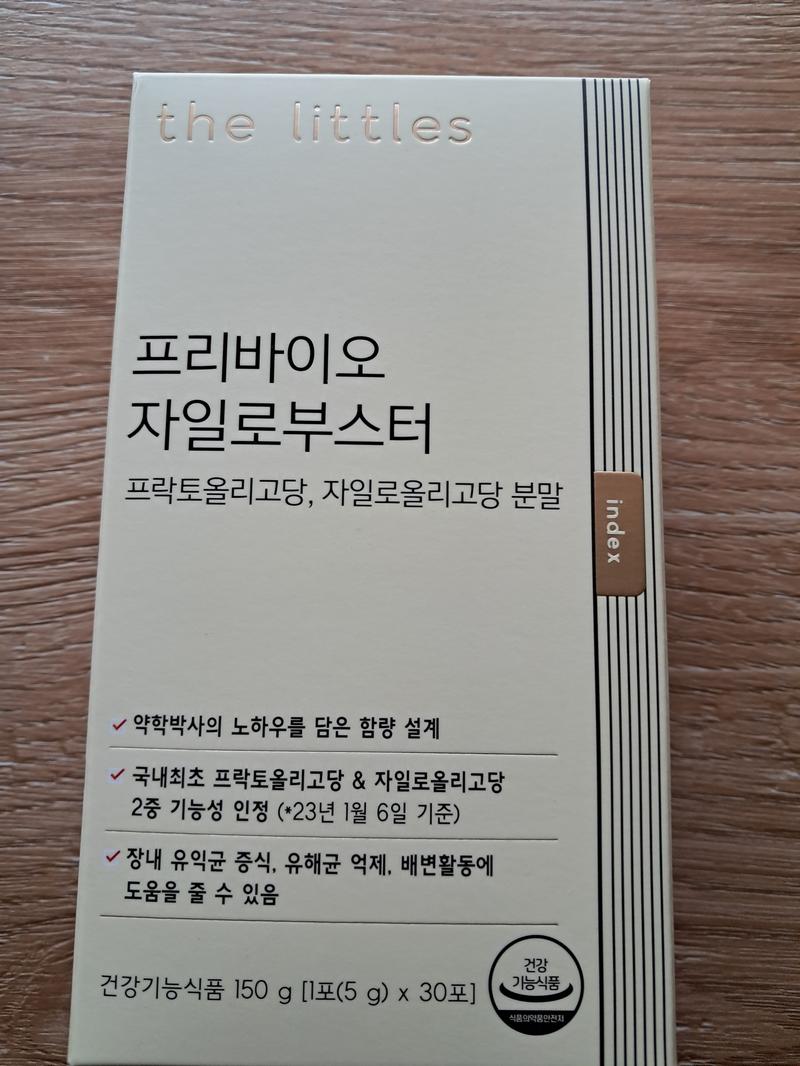 the littles
프리바이오
자일로부스터
프락토올리고당, 자일로올리고당 분말
index
약학박사의 노하우를 담은 함량 설계
국내최초 프락토올리고당 & 자일로올리고당
2중 기능성 인정 (*23년 1월 6일 기준)
장내 유익균 증식, 유해균 억제, 배변활동에
도움을 줄 수 있음
건강기능식품 150 g [1포(5 g) x 30포]
건강
기능식품
식품의약품안전처